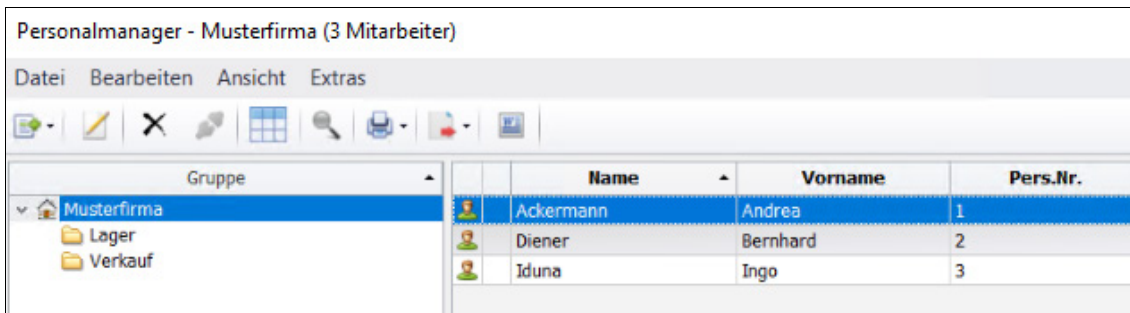 Personalmanager - Musterfirma (3 Mitarbeiter)
Datei Bearbeiten Ansicht Extras
Gruppe
Musterfirma
Lager
Verkauf
Name Vorname Pers.Nr.
Ackermann Andrea 1
Diener Bernhard 2
Iduna Ingo 3